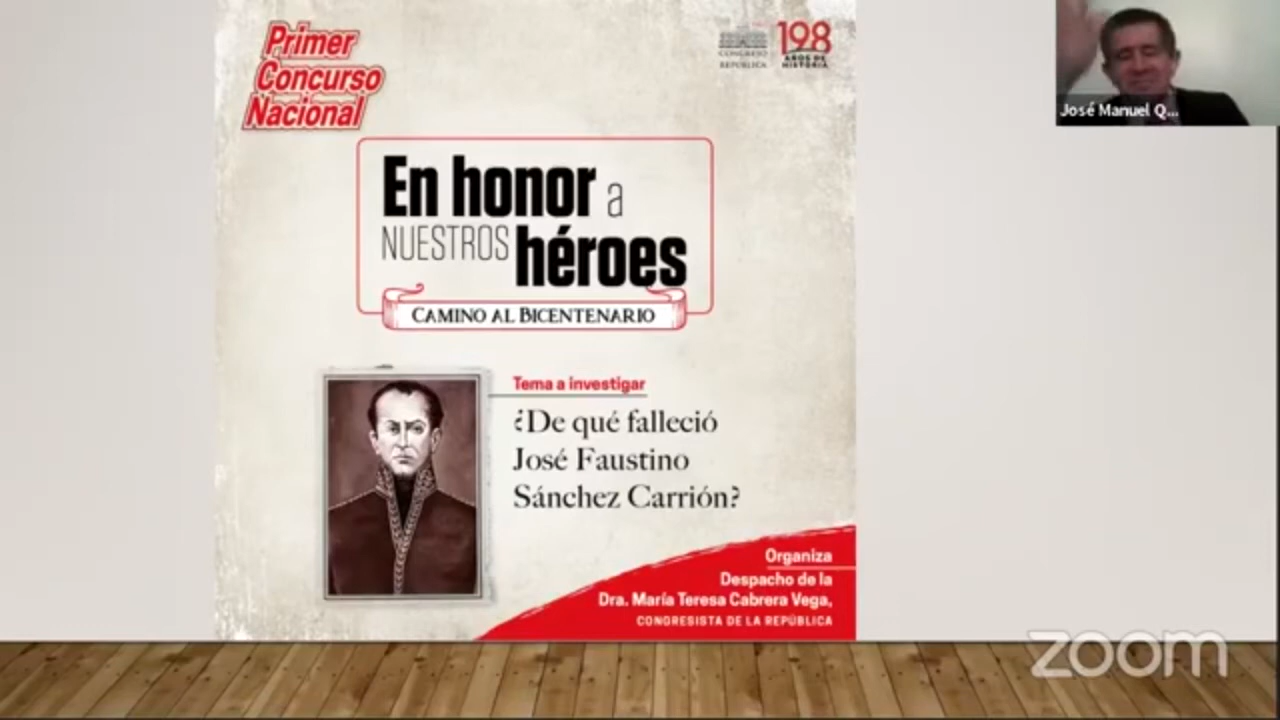 Primer
Concurso
Nacional
CONGRESO
REPÚBLICA
198
AÑOS DE
HISTORIA
José Manuel Q...
En honor a
NUESTROS héroes
CAMINO AL BICENTENARIO
Tema a investigar
¿De qué falleció
José Faustino
Sánchez Carrión?
Organiza
Despacho de la
Dra. María Teresa Cabrera Vega,
CONGRESISTA DE LA REPÚBLICA
zoom